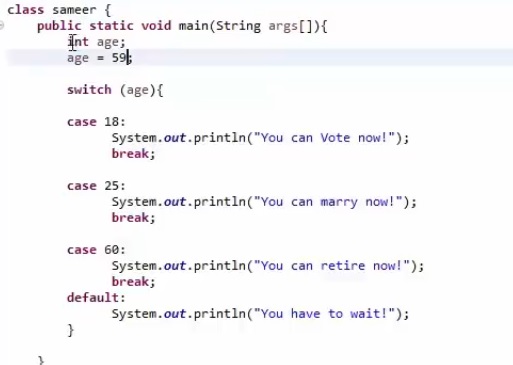 class sameer {
public static void main(String args[]){
int age;
age = 59;
switch (age){
case 18:
System.out.println("You can Vote now!");
break;
case 25:
System.out.println("You can marry now!");
break;
case 60:
System.out.println("You can retire now!");
break;
default:
System.out.println("You have to wait!");
}
}